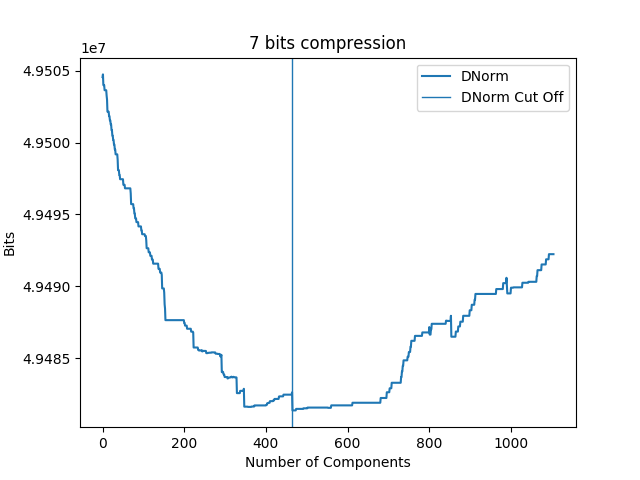 7 bits compression
1e7
4.9505
4.9500
4.9495
4.9490
4.9485
Bits
DNorm
DNorm Cut Off
0 200 400 600 800 1000
Number of Components